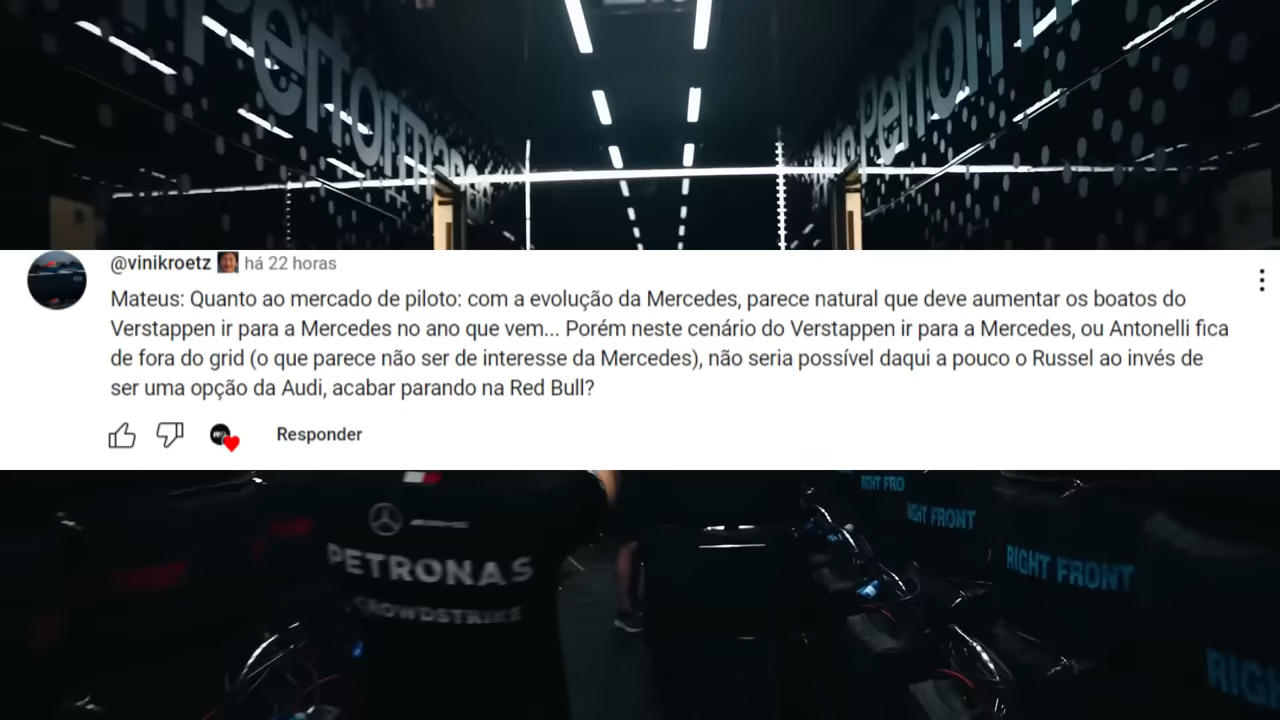 Performance
Performan
@vinikroetz há 22 horas
Mateus: Quanto ao mercado de piloto: com a evolução da Mercedes, parece natural que deve aumentar os boatos do
Verstappen ir para a Mercedes no ano que vem... Porém neste cenário do Verstappen ir para a Mercedes, ou Antonelli fica
de fora do grid (o que parece não ser de interesse da Mercedes), não seria possível daqui a pouco o Russel ao invés de
ser uma opção da Audi, acabar parando na Red Bull?
Responder
RIGHT FRO
RIGHT FRONT
RIGHT FRONT
PETRONAS
CROWDSTRIKE
RIGH